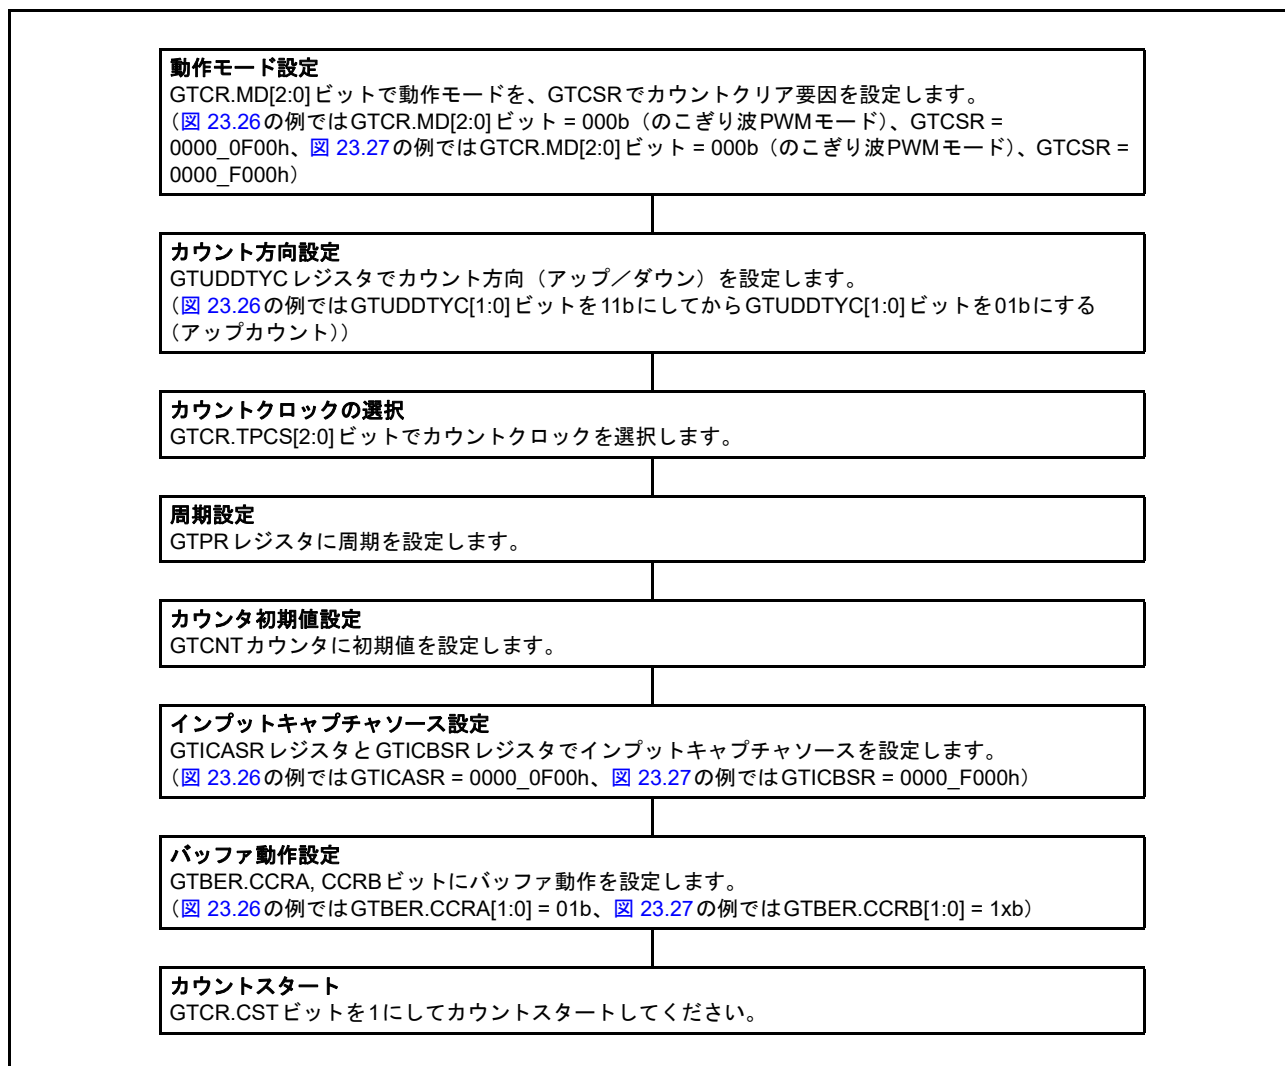 動作モード設定
GTCR.MD[2:0]ビットで動作モードを、GTCSRでカウントクリア要因を設定します。
（図 23.26の例ではGTCR.MD[2:0]ビット = 000b（のこぎり波PWMモード）、GTCSR =
0000_0F00h、図 23.27の例ではGTCR.MD[2:0]ビット = 000b（のこぎり波PWMモード）、GTCSR =
0000_F000h）
カウント方向設定
GTUDDTYCレジスタでカウント方向（アップ／ダウン）を設定します。
（図 23.26の例ではGTUDDTYC[1:0]ビットを11bにしてからGTUDDTYC[1:0]ビットを01bにする
（アップカウント））
カウントクロックの選択
GTCR.TPCS[2:0]ビットでカウントクロックを選択します。
周期設定
GTPRレジスタに周期を設定します。
カウンタ初期値設定
GTCNTカウンタに初期値を設定します。
インプットキャプチャソース設定
GTICASRレジスタとGTICBSRレジスタでインプットキャプチャソースを設定します。
（図 23.26の例ではGTICASR = 0000_0F00h、図 23.27の例ではGTICBSR = 0000_F000h）
バッファ動作設定
GTBER.CCRA, CCRBビットにバッファ動作を設定します。
（図 23.26の例ではGTBER.CCRA[1:0] = 01b、図 23.27の例ではGTBER.CCRB[1:0] = 1xb）
カウントスタート
GTCR.CSTビットを1にしてカウントスタートしてください。